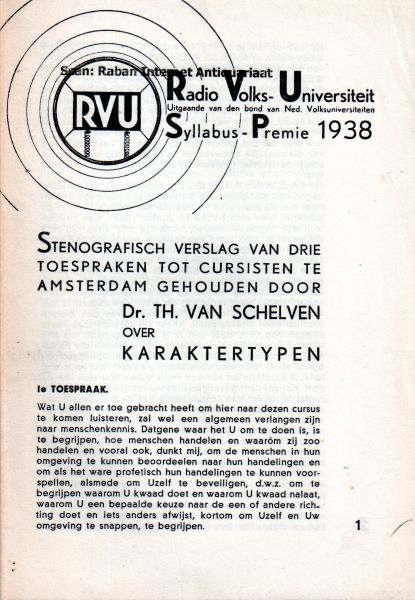 Scan: Raban Internet Antiquariaat
RVU
Radio Volks-Universiteit
Uitgaande van den bond van Ned. Volksuniversiteiten
Syllabus-Premie 1938
STENOGRAFISCH VERSLAG VAN DRIE
TOESPRAKEN TOT CURSISTEN TE
AMSTERDAM GEHOUDEN DOOR
Dr. TH. VAN SCHELVEN
OVER
KARAKTERTYPEN
Ie TOESPRAAK.
Wat U allen er toe gebracht heeft om hier naar dezen cursus
te komen luisteren, zal wel een algemeen verlangen zijn
naar menschenkennis. Datgene waar het U om te doen is, is
te begrijpen, hoe menschen handelen en waaróm zij zoo
handelen en vooral ook, dunkt mij, om de menschen in hun
omgeving te kunnen beoordeelen naar hun handelingen en
om als het ware profetisch hun handelingen te kunnen voor-
spellen, alsmede om Uzelf te beveiligen, d.w.z. om te
begrijpen waarom U kwaad doet en waarom U kwaad nalaat,
waarom U een bepaalde keuze naar de een of andere rich-
ting doet en iets anders afwijst, kortom om Uzelf en Uw
omgeving te snappen, te begrijpen.
1